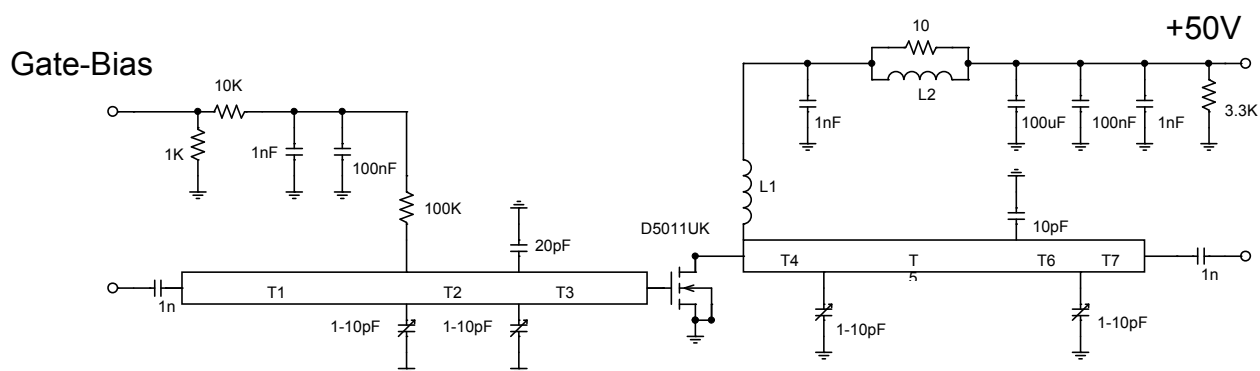 10
+50V
Gate-Bias
L2
10K
1nF
100uF
100nF
1nF
3.3K
1K
1nF
100nF
L1
100K
D5011UK
10pF
20pF
T4
T
5
T6
T7
T1
T2
T3
1n
1n
1-10pF
1-10pF
1-10pF
1-10pF